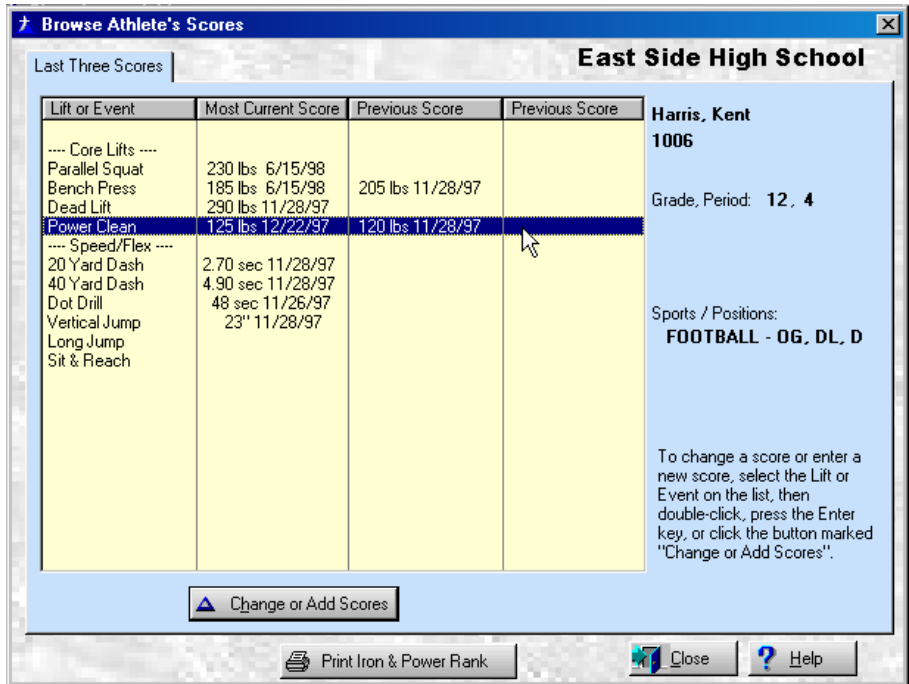 Browse Athlete's Scores
East Side High School
Last Three Scores
Lift or Event Most Current Score Previous Score Previous Score
---- Core Lifts ----
Parallel Squat 230 lbs 6/15/98
Bench Press 185 lbs 6/15/98 205 lbs 11/28/97
Dead Lift 290 lbs 11/28/97
Power Clean 125 lbs 12/22/97 120 lbs 11/28/97
---- Speed/Flex ----
20 Yard Dash 2.70 sec 11/28/97
40 Yard Dash 4.90 sec 11/28/97
Dot Drill 48 sec 11/26/97
Vertical Jump 23" 11/28/97
Long Jump
Sit & Reach
Harris, Kent
1006
Grade, Period: 12, 4
Sports / Positions:
FOOTBALL - OG, DL, D
To change a score or enter a
new score, select the Lift or
Event on the list, then
double-click, press the Enter
key, or click the button marked
"Change or Add Scores".
Change or Add Scores
Print Iron & Power Rank
Close
? Help